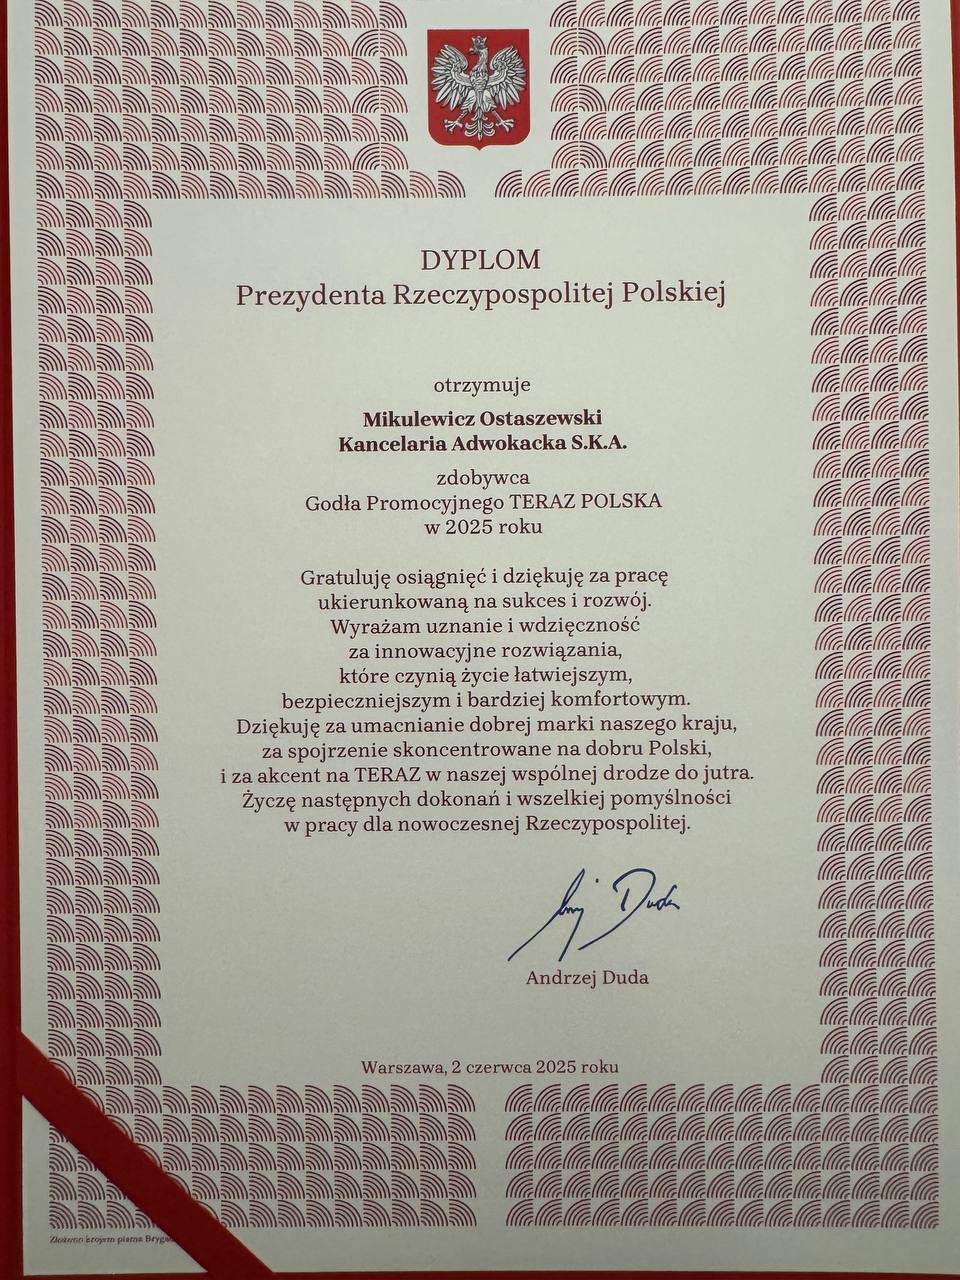 DYPLOM
Prezydenta Rzeczypospolitej Polskiej
otrzymuje
Mikulewicz Ostaszewski
Kancelaria Adwokacka S.K.A.
zdobywca
Godła Promocyjnego TERAZ POLSKA
w 2025 roku
Gratuluję osiągnięć i dziękuję za pracę
ukierunkowaną na sukces i rozwój.
Wyrażam uznanie i wdzięczność
za innowacyjne rozwiązania,
które czynią życie łatwiejszym,
bezpieczniejszym i bardziej komfortowym.
Dziękuję za umacnianie dobrej marki naszego kraju,
za spojrzenie skoncentrowane na dobru Polski,
i za akcent na TERAZ w naszej wspólnej drodze do jutra.
Życzę następnych dokonań i wszelkiej pomyślności
w pracy dla nowoczesnej Rzeczypospolitej.
Duda
Andrzej Duda
Warszawa, 2 czerwca 2025 roku
Złożono krojem pisma